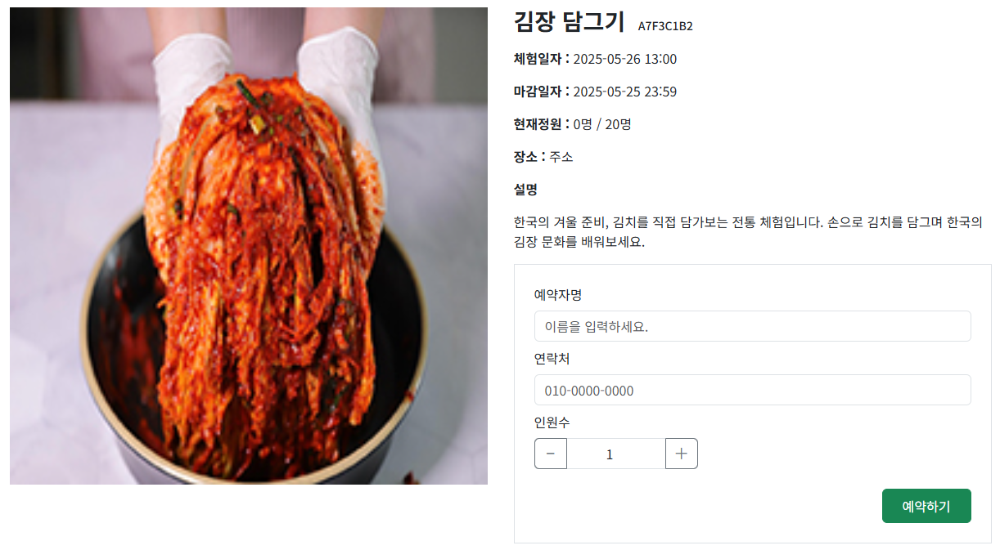 김장 담그기 A7F3C1B2
체험일자 : 2025-05-26 13:00
마감일자 : 2025-05-25 23:59
현재정원 : 0명 / 20명
장소 : 주소
설명
한국의 겨울 준비, 김치를 직접 담가보는 전통 체험입니다. 손으로 김치를 담그며 한국의
김장 문화를 배워보세요.
예약자명
이름을 입력하세요.
연락처
010-0000-0000
인원수
− 1 +
예약하기